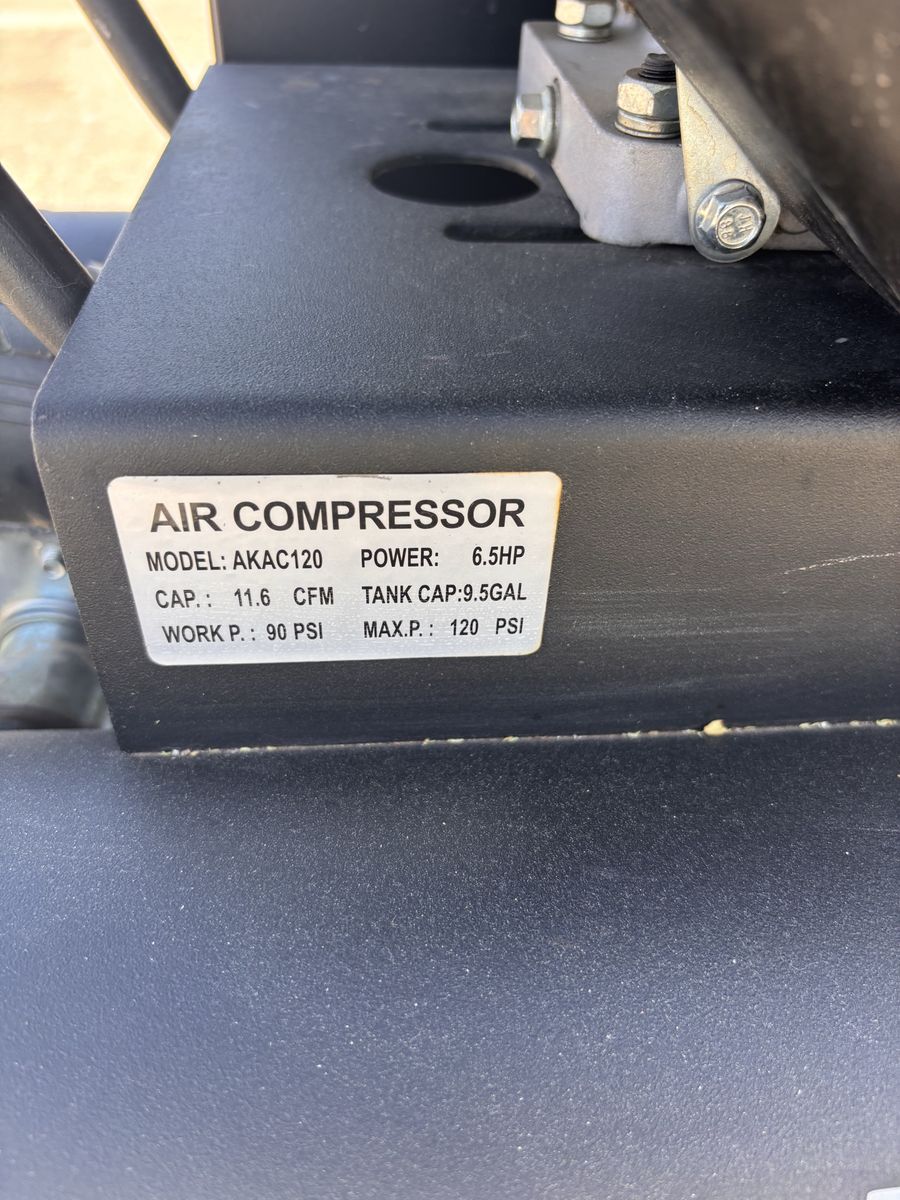 AIR COMPRESSOR
MODEL: AKAC120 POWER: 6.5HP
CAP. : 11.6 CFM TANK CAP:9.5GAL
WORK P. : 90 PSI MAX.P. : 120 PSI